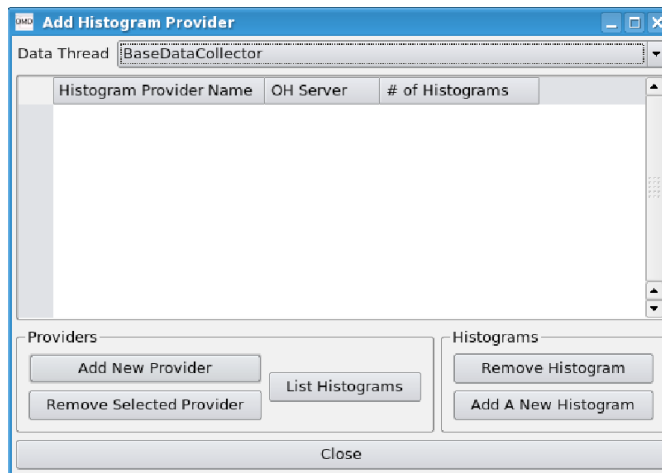 OMD Add Histogram Provider
Data Thread BaseDataCollector
Histogram Provider Name OH Server # of Histograms
Providers Histograms
Add New Provider Remove Histogram
List Histograms
Remove Selected Provider Add A New Histogram
Close